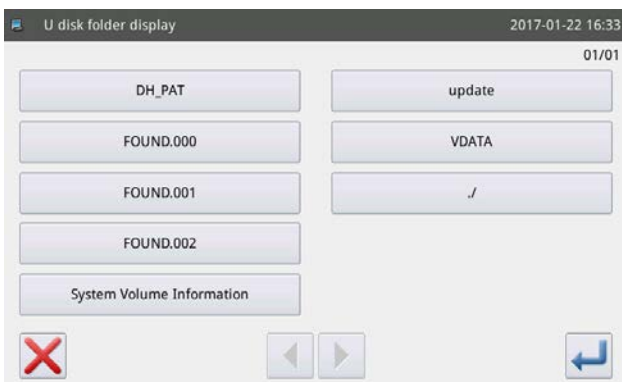 U disk folder display 2017-01-22 16:33
01/01
DH_PAT
update
FOUND.000
VDATA
FOUND.001
./
FOUND.002
System Volume Information